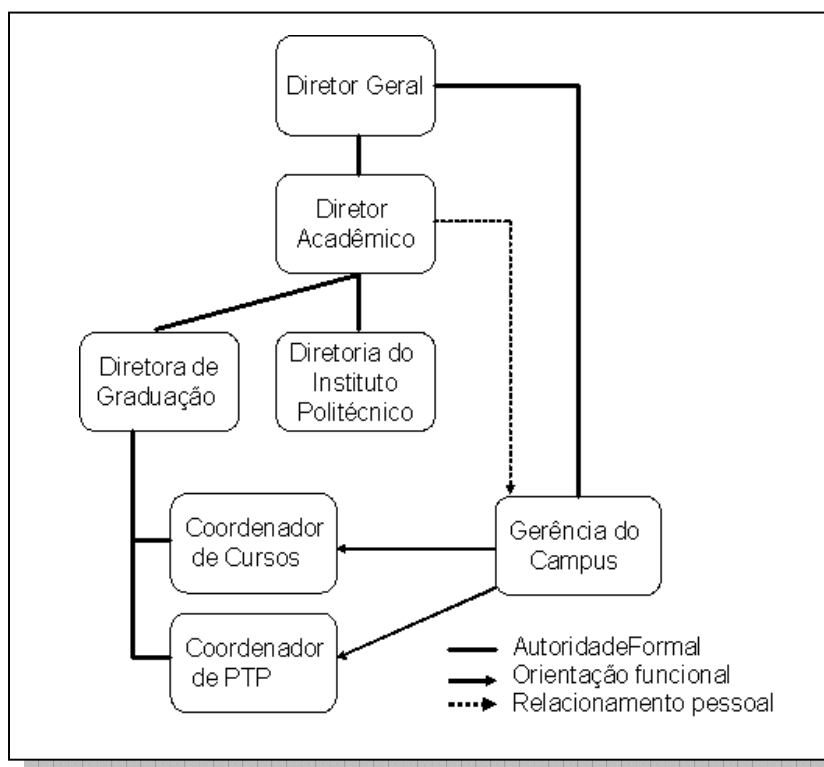 Diretor Geral
Diretor
Acadêmico
Diretora de
Graduação
Diretoria do
Instituto
Politécnico
Coordenador
de Cursos
Gerência do
Campus
Coordenador
de PTP
AutoridadeFormal
Orientação funcional
Relacionamento pessoal